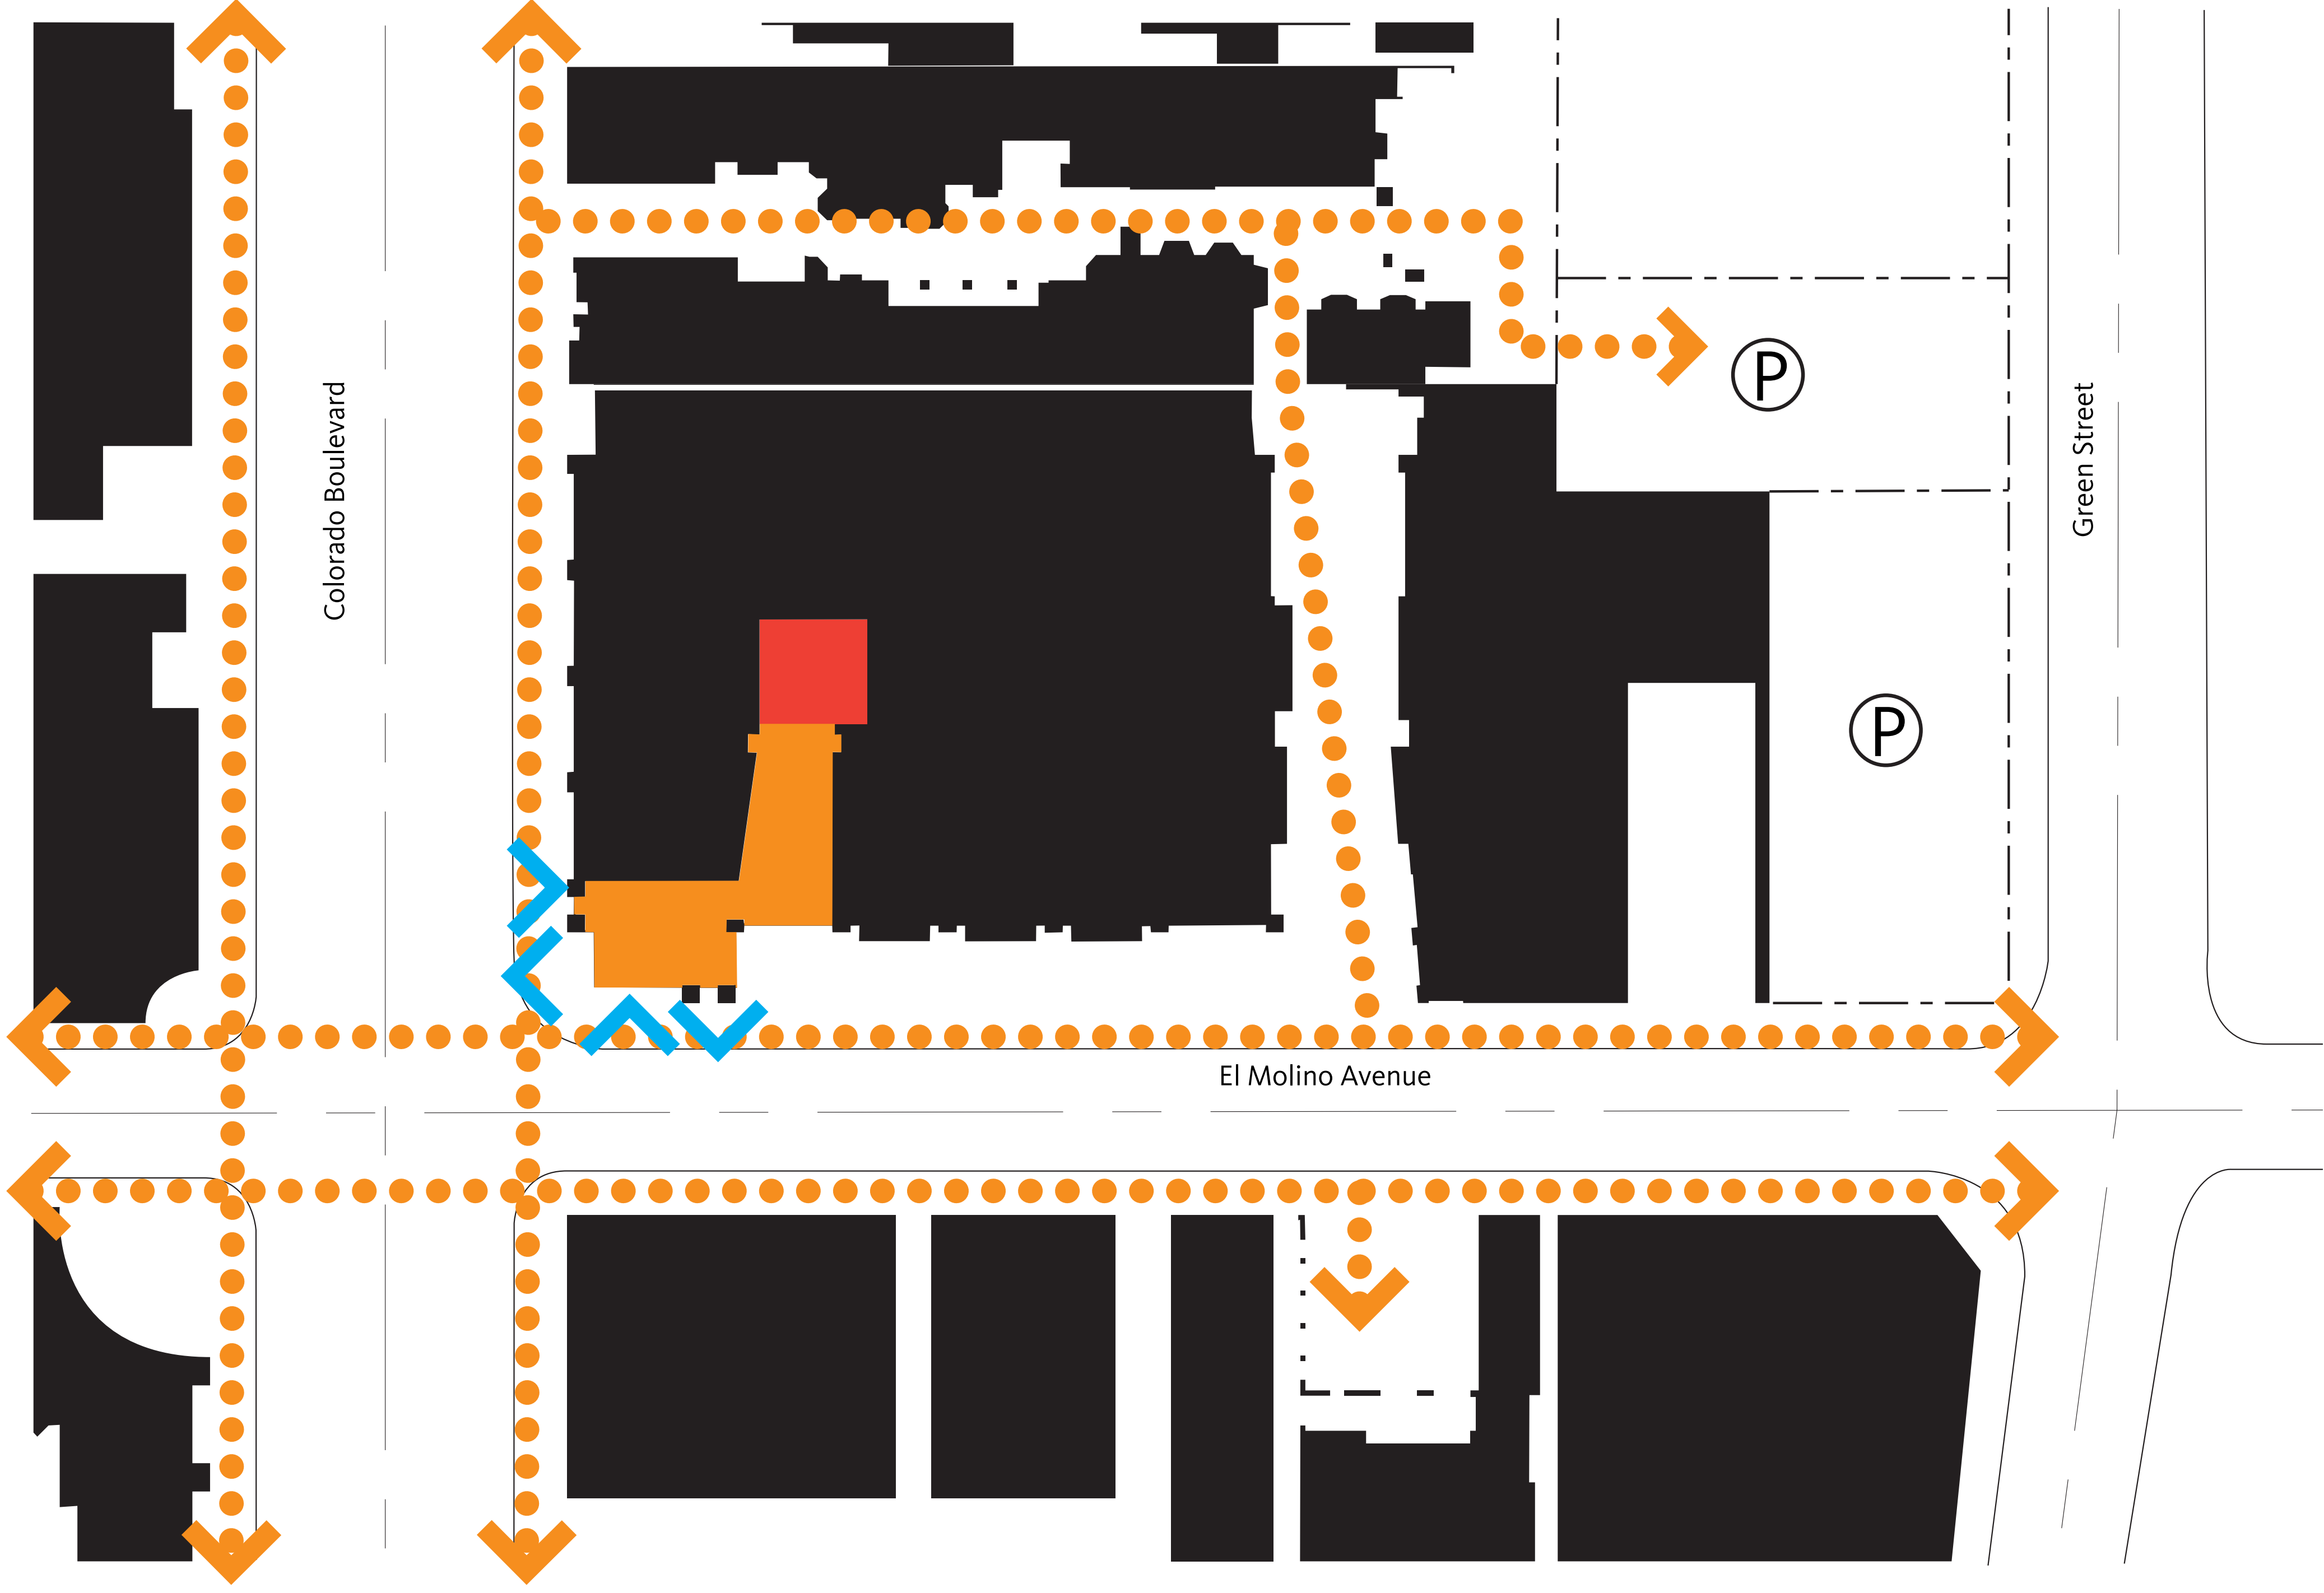 Colorado Boulevard
Green Street
P
P
El Molino Avenue